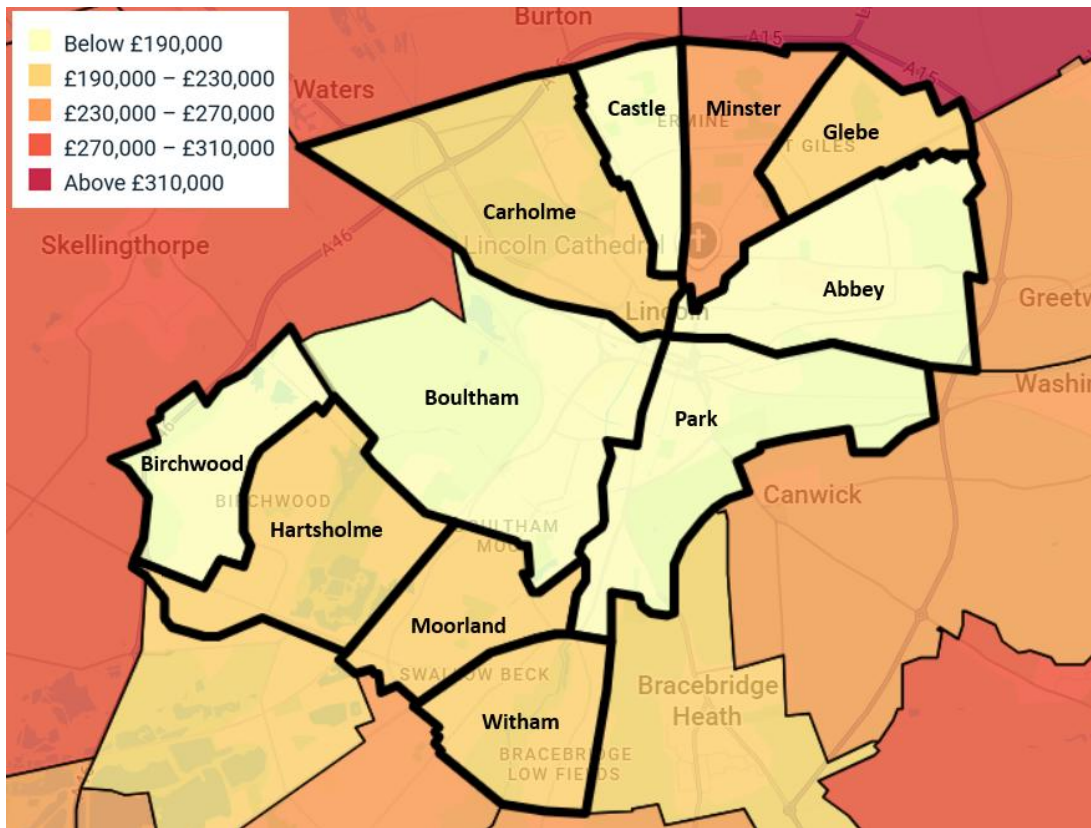 Below £190,000
£190,000 – £230,000
£230,000 – £270,000
£270,000 – £310,000
Above £310,000
Burton
A15
A15
Waters
A46
Castle
Minster
ERMINE
Glebe
ST GILES
Carholme
Skellingthorpe
A46
Lincoln Cathedral
Abbey
Lincoln
Greetw
Washin
Boultham
Park
Birchwood
BIRCHWOOD
Canwick
Hartsholme
BOULTHAM
MOOR
Moorland
SWALLOW BECK
Bracebridge
Heath
Witham
BRACEBRIDGE
LOW FIELDS